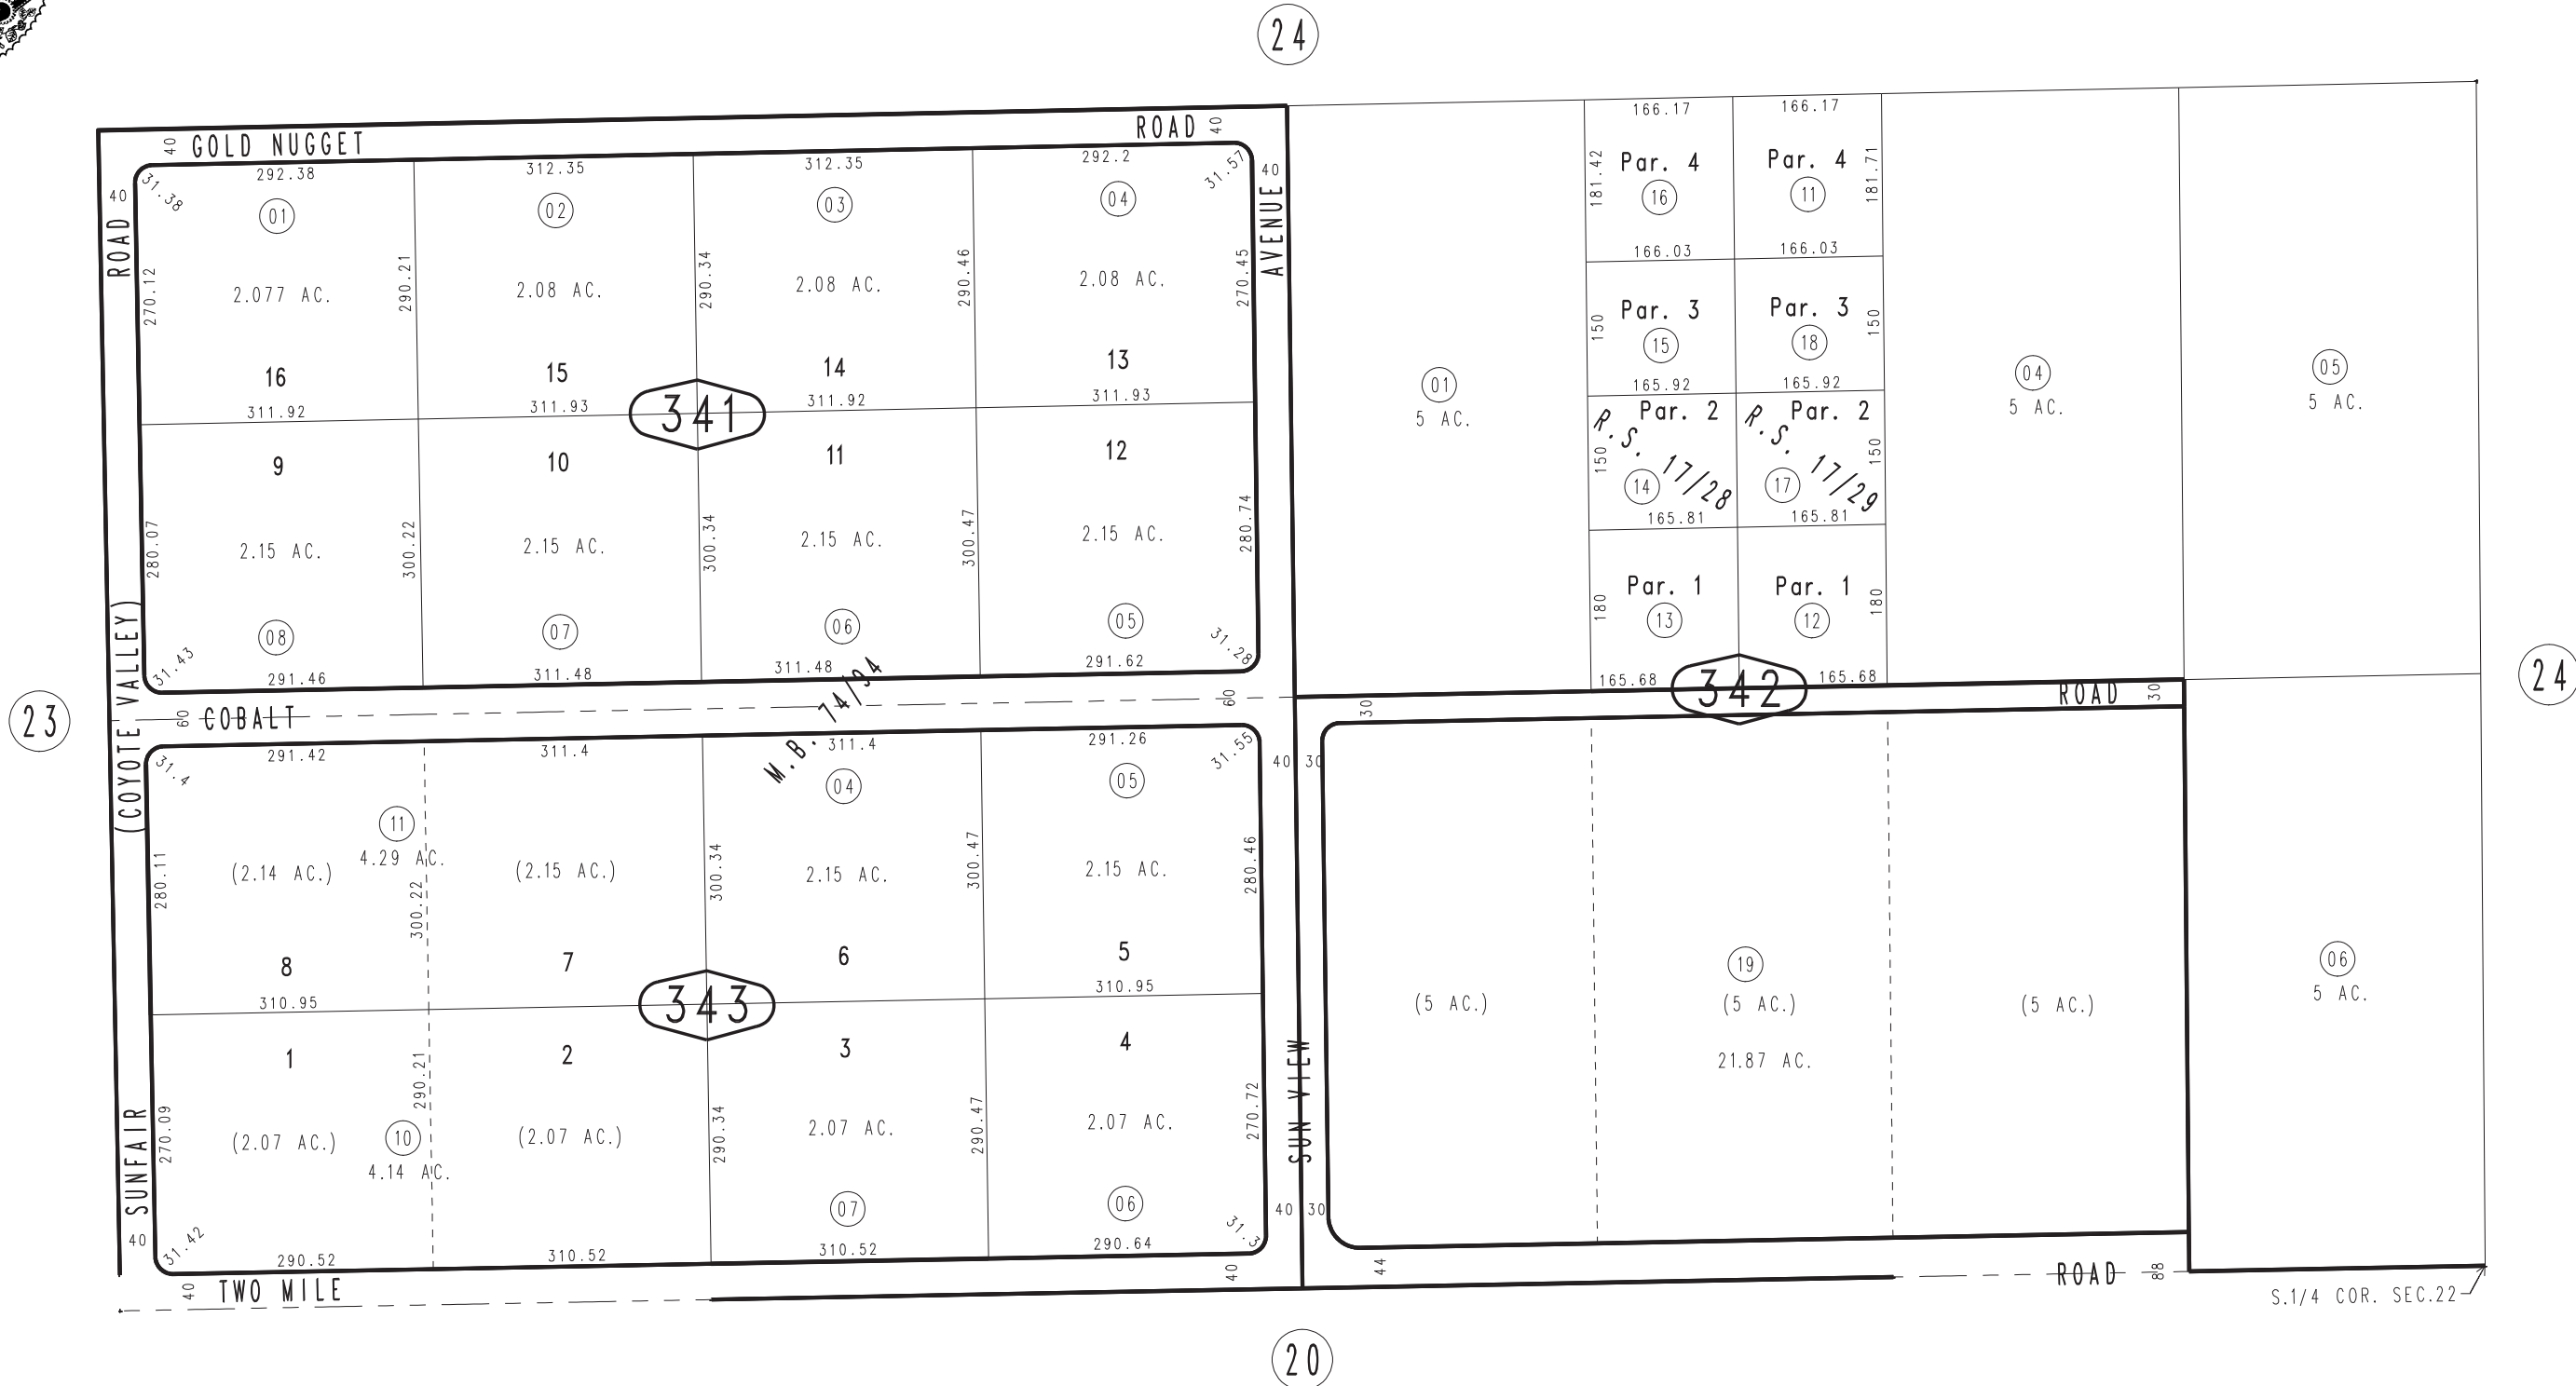 24
GOLD NUGGET ROAD
40
40
292.38
312.35
312.35
292.2
31.38
31.57
40
40
ROAD
AVENUE
01
02
03
04
270.12
290.21
290.34
290.46
270.45
2.077 AC.
2.08 AC.
2.08 AC.
2.08 AC.
16
15
14
13
311.92
311.93
311.92
311.93
341
9
10
11
12
280.07
300.22
300.34
300.47
280.74
2.15 AC.
2.15 AC.
2.15 AC.
2.15 AC.
08
07
06
05
31.43
31.28
291.46
311.48
311.48
291.62
M.B. 74/94
(COYOTE VALLEY)
23
60
COBALT
60
291.42
311.4
311.4
291.26
31.4
31.55
04
05
11
4.29 AC.
280.11
300.22
300.34
300.47
280.46
(2.14 AC.)
(2.15 AC.)
2.15 AC.
2.15 AC.
8
7
6
5
310.95
310.95
343
1
2
3
4
270.09
290.21
290.34
290.47
270.72
(2.07 AC.)
(2.07 AC.)
2.07 AC.
2.07 AC.
10
4.14 AC.
07
06
SUNFAIR
40
31.42
31.3
290.52
310.52
310.52
290.64
40
TWO MILE
40
166.17
166.17
Par. 4
Par. 4
181.42
181.71
16
11
166.03
166.03
Par. 3
Par. 3
150
150
15
18
165.92
165.92
Par. 2
Par. 2
R.S. 17/28
R.S. 17/29
150
150
14
17
165.81
165.81
Par. 1
Par. 1
180
180
13
12
165.68
165.68
01
5 AC.
04
5 AC.
05
5 AC.
342
ROAD
30
30
24
40
30
19
(5 AC.)
(5 AC.)
(5 AC.)
21.87 AC.
06
5 AC.
SUN VIEW
40
30
44
ROAD
88
S.1/4 COR. SEC.22
20